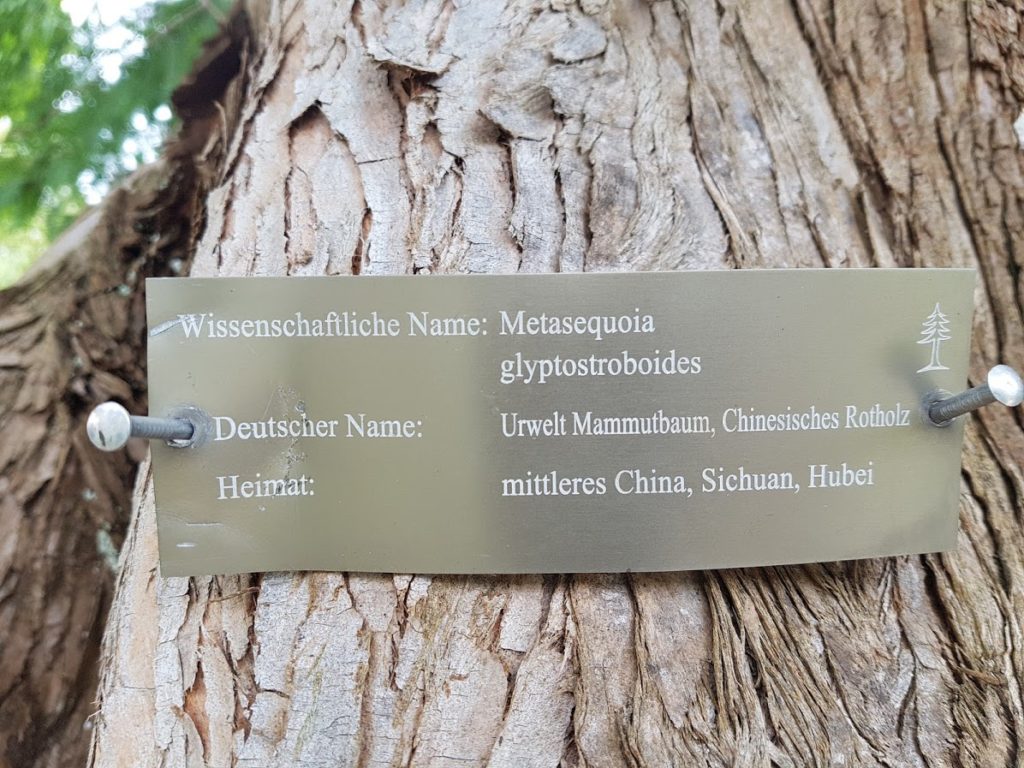 Wissenschaftliche Name: Metasequoia
glyptostroboides
Deutscher Name: Urwelt Mammutbaum, Chinesisches Rotholz
Heimat: mittleres China, Sichuan, Hubei